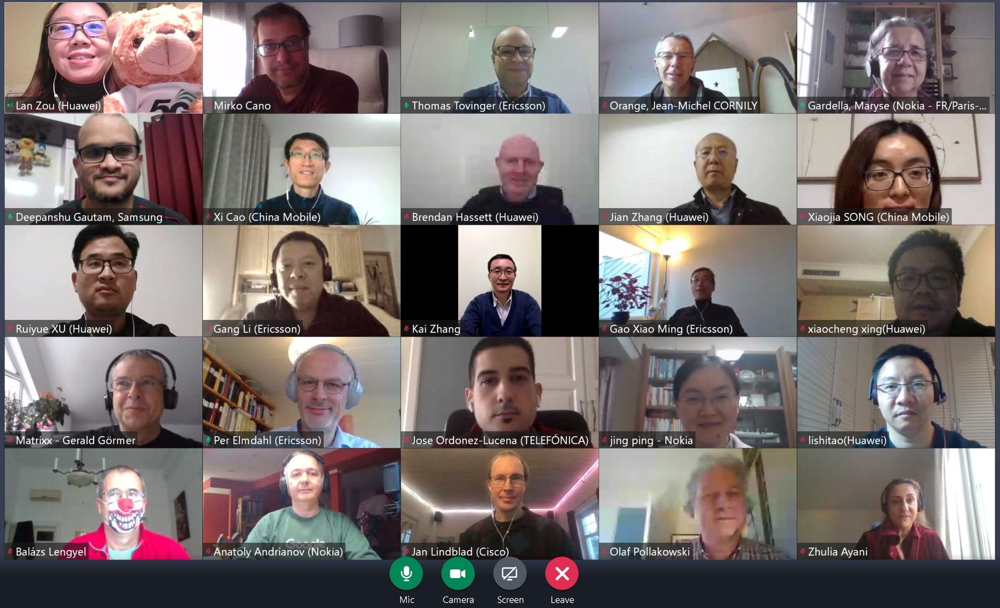 5G
Lan Zou (Huawei)
Mirko Cano
Thomas Tovinger (Ericsson)
Orange, Jean-Michel CORNILY
Gardella, Maryse (Nokia - FR/Paris-...
Deepanshu Gautam, Samsung
Xi Cao (China Mobile)
Brendan Hassett (Huawei)
Jian Zhang (Huawei)
Xiaojia SONG (China Mobile)
Ruiyue XU (Huawei)
Gang Li (Ericsson)
Kai Zhang
Gao Xiao Ming (Ericsson)
xiaocheng xing(Huawei)
Matrixx - Gerald Görmer
Per Elmdahl (Ericsson)
Jose Ordonez-Lucena (TELEFÓNICA)
jing ping - Nokia
lishitao(Huawei)
Google
Balázs Lengyel
Anatoly Andrianov (Nokia)
Jan Lindblad (Cisco)
Olaf Pollakowski
Zhulia Ayani
Mic
Camera
Screen
Leave